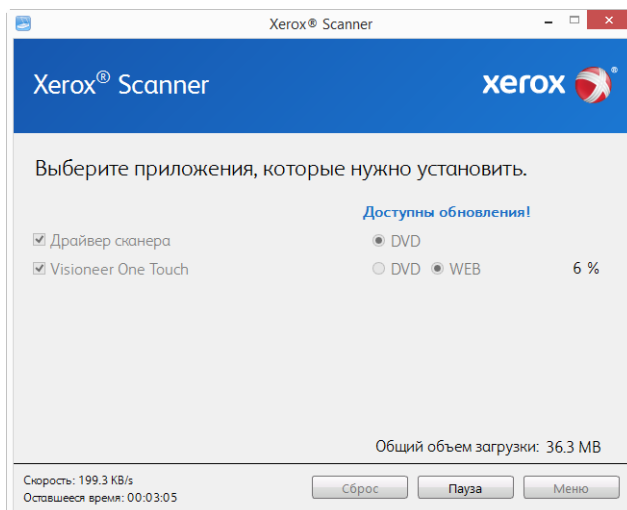 Xerox® Scanner
Xerox® Scanner
xerox ®
Выберите приложения, которые нужно установить.
Доступны обновления!
Драйвер сканера DVD
Visioneer One Touch DVD WEB 6 %
Общий объем загрузки: 36.3 MB
Скорость: 199.3 KB/s
Оставшееся время: 00:03:05
Сброс Пауза Меню